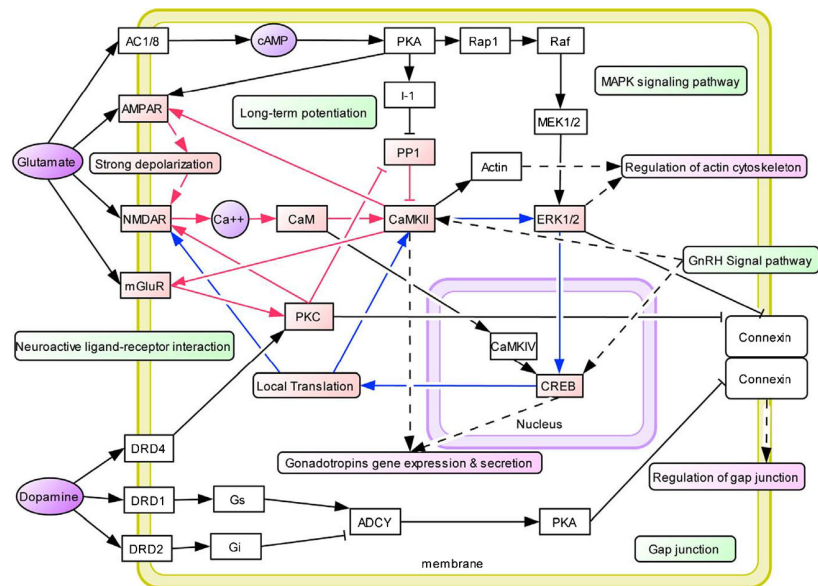 AC1/8
cAMP
PKA
Rap1
Raf
MAPK signaling pathway
AMPAR
Long-term potentiation
I-1
MEK1/2
Glutamate
Strong depolarization
PP1
Actin
Regulation of actin cytoskeleton
NMDAR
Ca++
CaM
CaMKII
ERK1/2
GnRH Signal pathway
mGluR
PKC
Connexin
Neuroactive ligand-receptor interaction
CaMKIV
Connexin
Local Translation
CREB
Nucleus
DRD4
Gonadotropins gene expression & secretion
Regulation of gap junction
Dopamine
DRD1
Gs
ADCY
PKA
DRD2
Gi
Gap junction
membrane